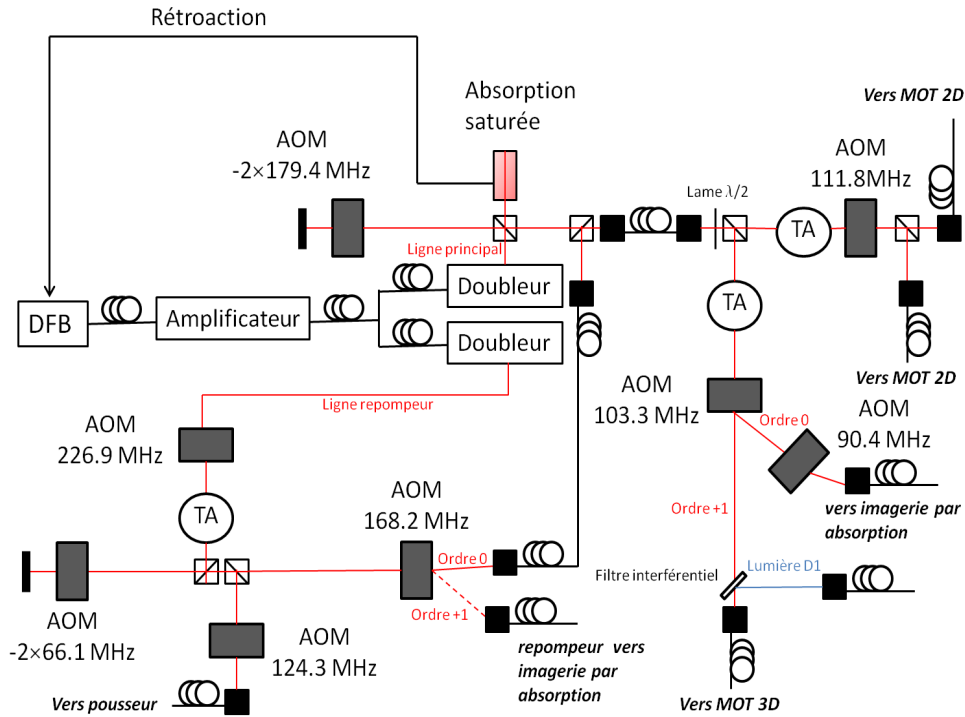 Rétroaction
Absorption
saturée
AOM
-2×179.4 MHz
Vers MOT 2D
AOM
111.8MHz
Lame λ/2
TA
Ligne principal
Doubleur
DFB
Amplificateur
Doubleur
TA
Vers MOT 2D
Ligne repompeur
AOM
103.3 MHz
Ordre 0
AOM
90.4 MHz
AOM
226.9 MHz
AOM
168.2 MHz
TA
vers imagerie par
absorption
Ordre +1
Ordre 0
Filtre interférentiel
Lumière D1
Ordre +1
AOM
-2×66.1 MHz
AOM
124.3 MHz
repompeur vers
imagerie par
absorption
Vers pousseur
Vers MOT 3D